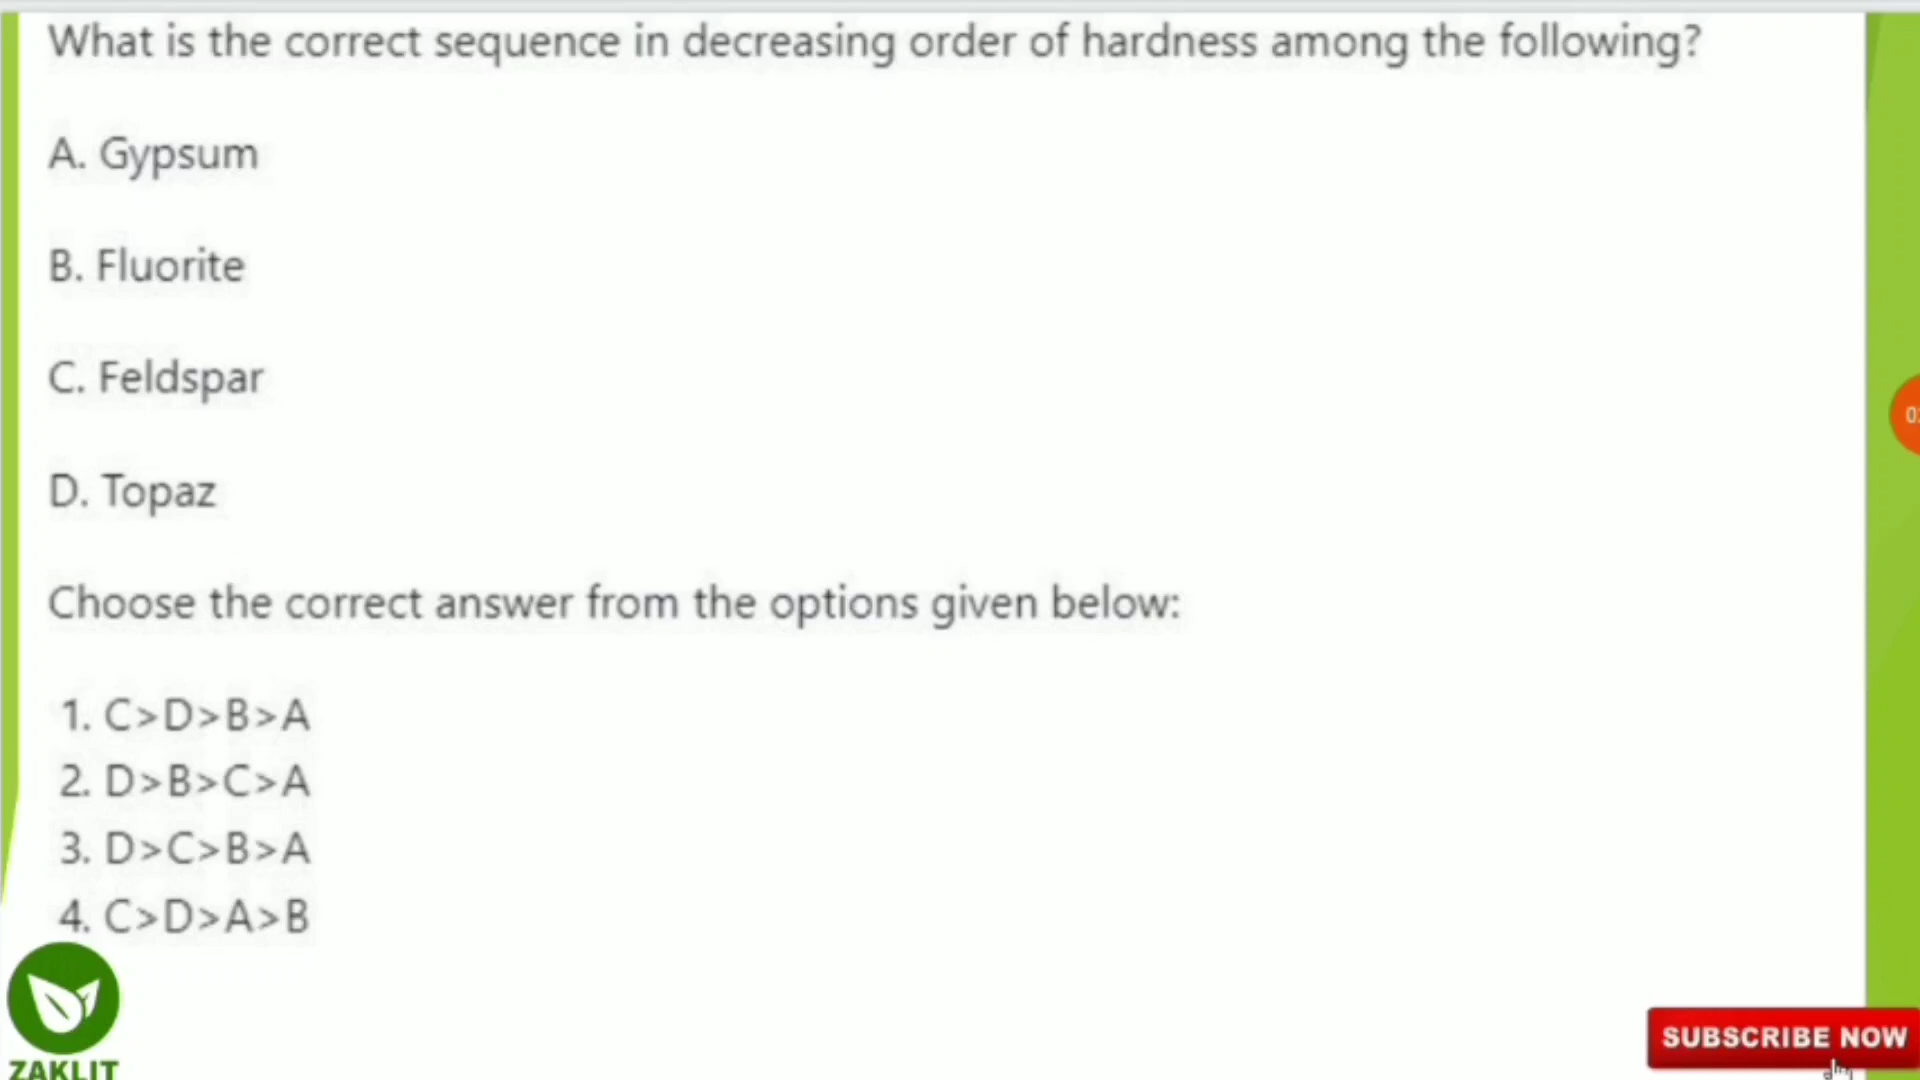 What is the correct sequence in decreasing order of hardness among the following?
A. Gypsum
B. Fluorite
C. Feldspar
D. Topaz
Choose the correct answer from the options given below:
1. C>D>B>A
2. D>B>C>A
3. D>C>B>A
4. C>D>A>B
ZAKLIT
SUBSCRIBE NOW